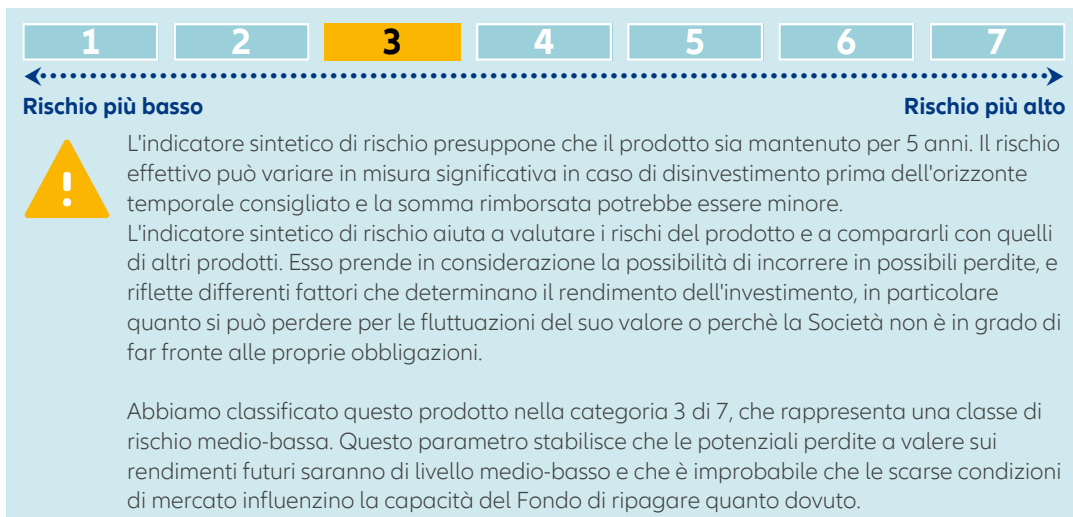 1 2 3 4 5 6 7
Rischio più basso Rischio più alto
L'indicatore sintetico di rischio presuppone che il prodotto sia mantenuto per 5 anni. Il rischio
effettivo può variare in misura significativa in caso di disinvestimento prima dell'orizzonte
temporale consigliato e la somma rimborsata potrebbe essere minore.
L'indicatore sintetico di rischio aiuta a valutare i rischi del prodotto e a compararli con quelli
di altri prodotti. Esso prende in considerazione la possibilità di incorrere in possibili perdite, e
riflette differenti fattori che determinano il rendimento dell'investimento, in particolare
quanto si può perdere per le fluttuazioni del suo valore o perchè la Società non è in grado di
far fronte alle proprie obbligazioni.
Abbiamo classificato questo prodotto nella categoria 3 di 7, che rappresenta una classe di
rischio medio-bassa. Questo parametro stabilisce che le potenziali perdite a valere sui
rendimenti futuri saranno di livello medio-basso e che è improbabile che le scarse condizioni
di mercato influenzino la capacità del Fondo di ripagare quanto dovuto.